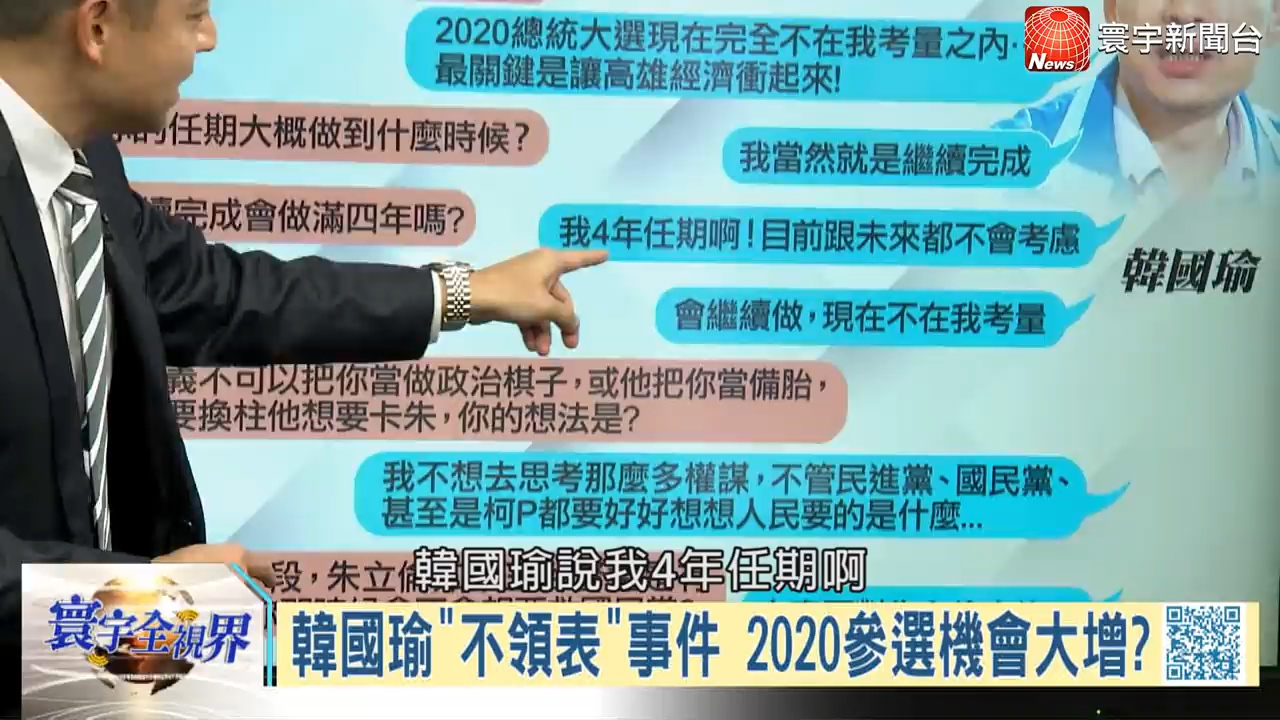 2020總統大選現在完全不在我考量之內‧
最關鍵是讓高雄經濟衝起來!
News
寰宇新聞台
的任期大概做到什麼時候?
我當然就是繼續完成
完成會做滿四年嗎?
我4年任期啊!目前跟未來都不會考慮
韓國瑜
會繼續做,現在不在我考量
義不可以把你當做政治棋子,或他把你當備胎,
要換柱他想要卡朱,你的想法是?
我不想去思考那麼多權謀,不管民進黨、國民黨、
甚至是柯P都要好好想想人民要的是什麼...
段,朱立
韓國瑜說我4年任期啊
寰宇全視界
韓國瑜"不領表"事件 2020參選機會大增?